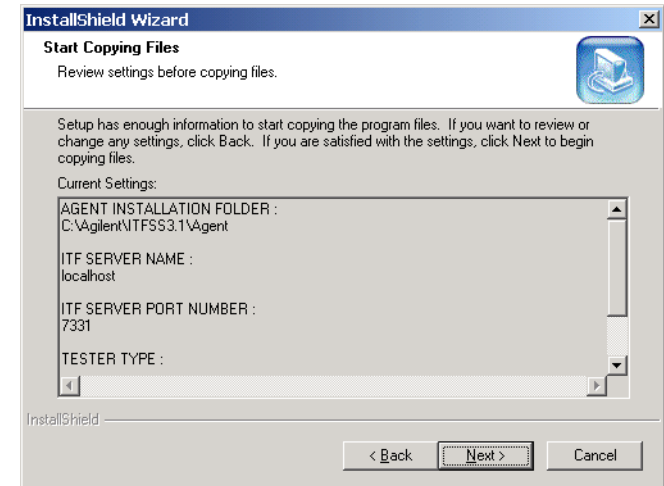 InstallShield Wizard
Start Copying Files
Review settings before copying files.
Setup has enough information to start copying the program files.  If you want to review or
change any settings, click Back.  If you are satisfied with the settings, click Next to begin
copying files.
Current Settings:
AGENT INSTALLATION FOLDER :
C:\Agilent\ITFSS3.1\Agent
ITF SERVER NAME :
localhost
ITF SERVER PORT NUMBER :
7331
TESTER TYPE :
InstallShield
< Back
Next >
Cancel